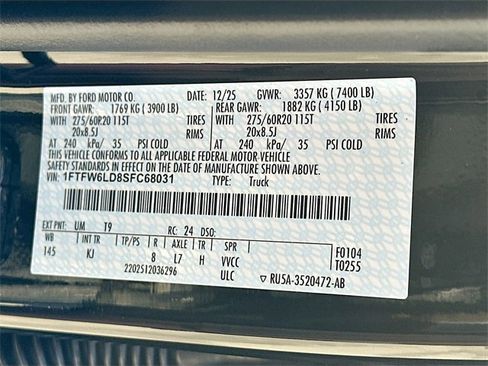 MFD. BY FORD MOTOR CO. 12/25 GVWR: 3357 KG ( 7400 LB)
FRONT GAWR: 1769 KG ( 3900 LB) REAR GAWR: 1882 KG ( 4150 LB)
WITH 275/60R20 115T TIRES WITH 275/60R20 115T TIRES
20x8.5J RIMS 20x8.5J RIMS
AT 240 kPa/ 35 PSI COLD AT 240 kPa/ 35 PSI COLD
THIS VEHICLE CONFORMS TO ALL APPLICABLE FEDERAL MOTOR VEHICLE
SAFETY STANDARDS IN EFFECT ON THE DATE OF MANUFACTURE SHOWN ABOVE.
VIN: 1FTFW6LD8SFC68031 TYPE: Truck
EXT PNT: UM T9 RC: 24 DSO: F0104
WB INT TR TP/PS AXLE TR SPR T0255
145 KJ 8 L7 H VVCC
2202512036296 ULC RU5A-3520472-AB